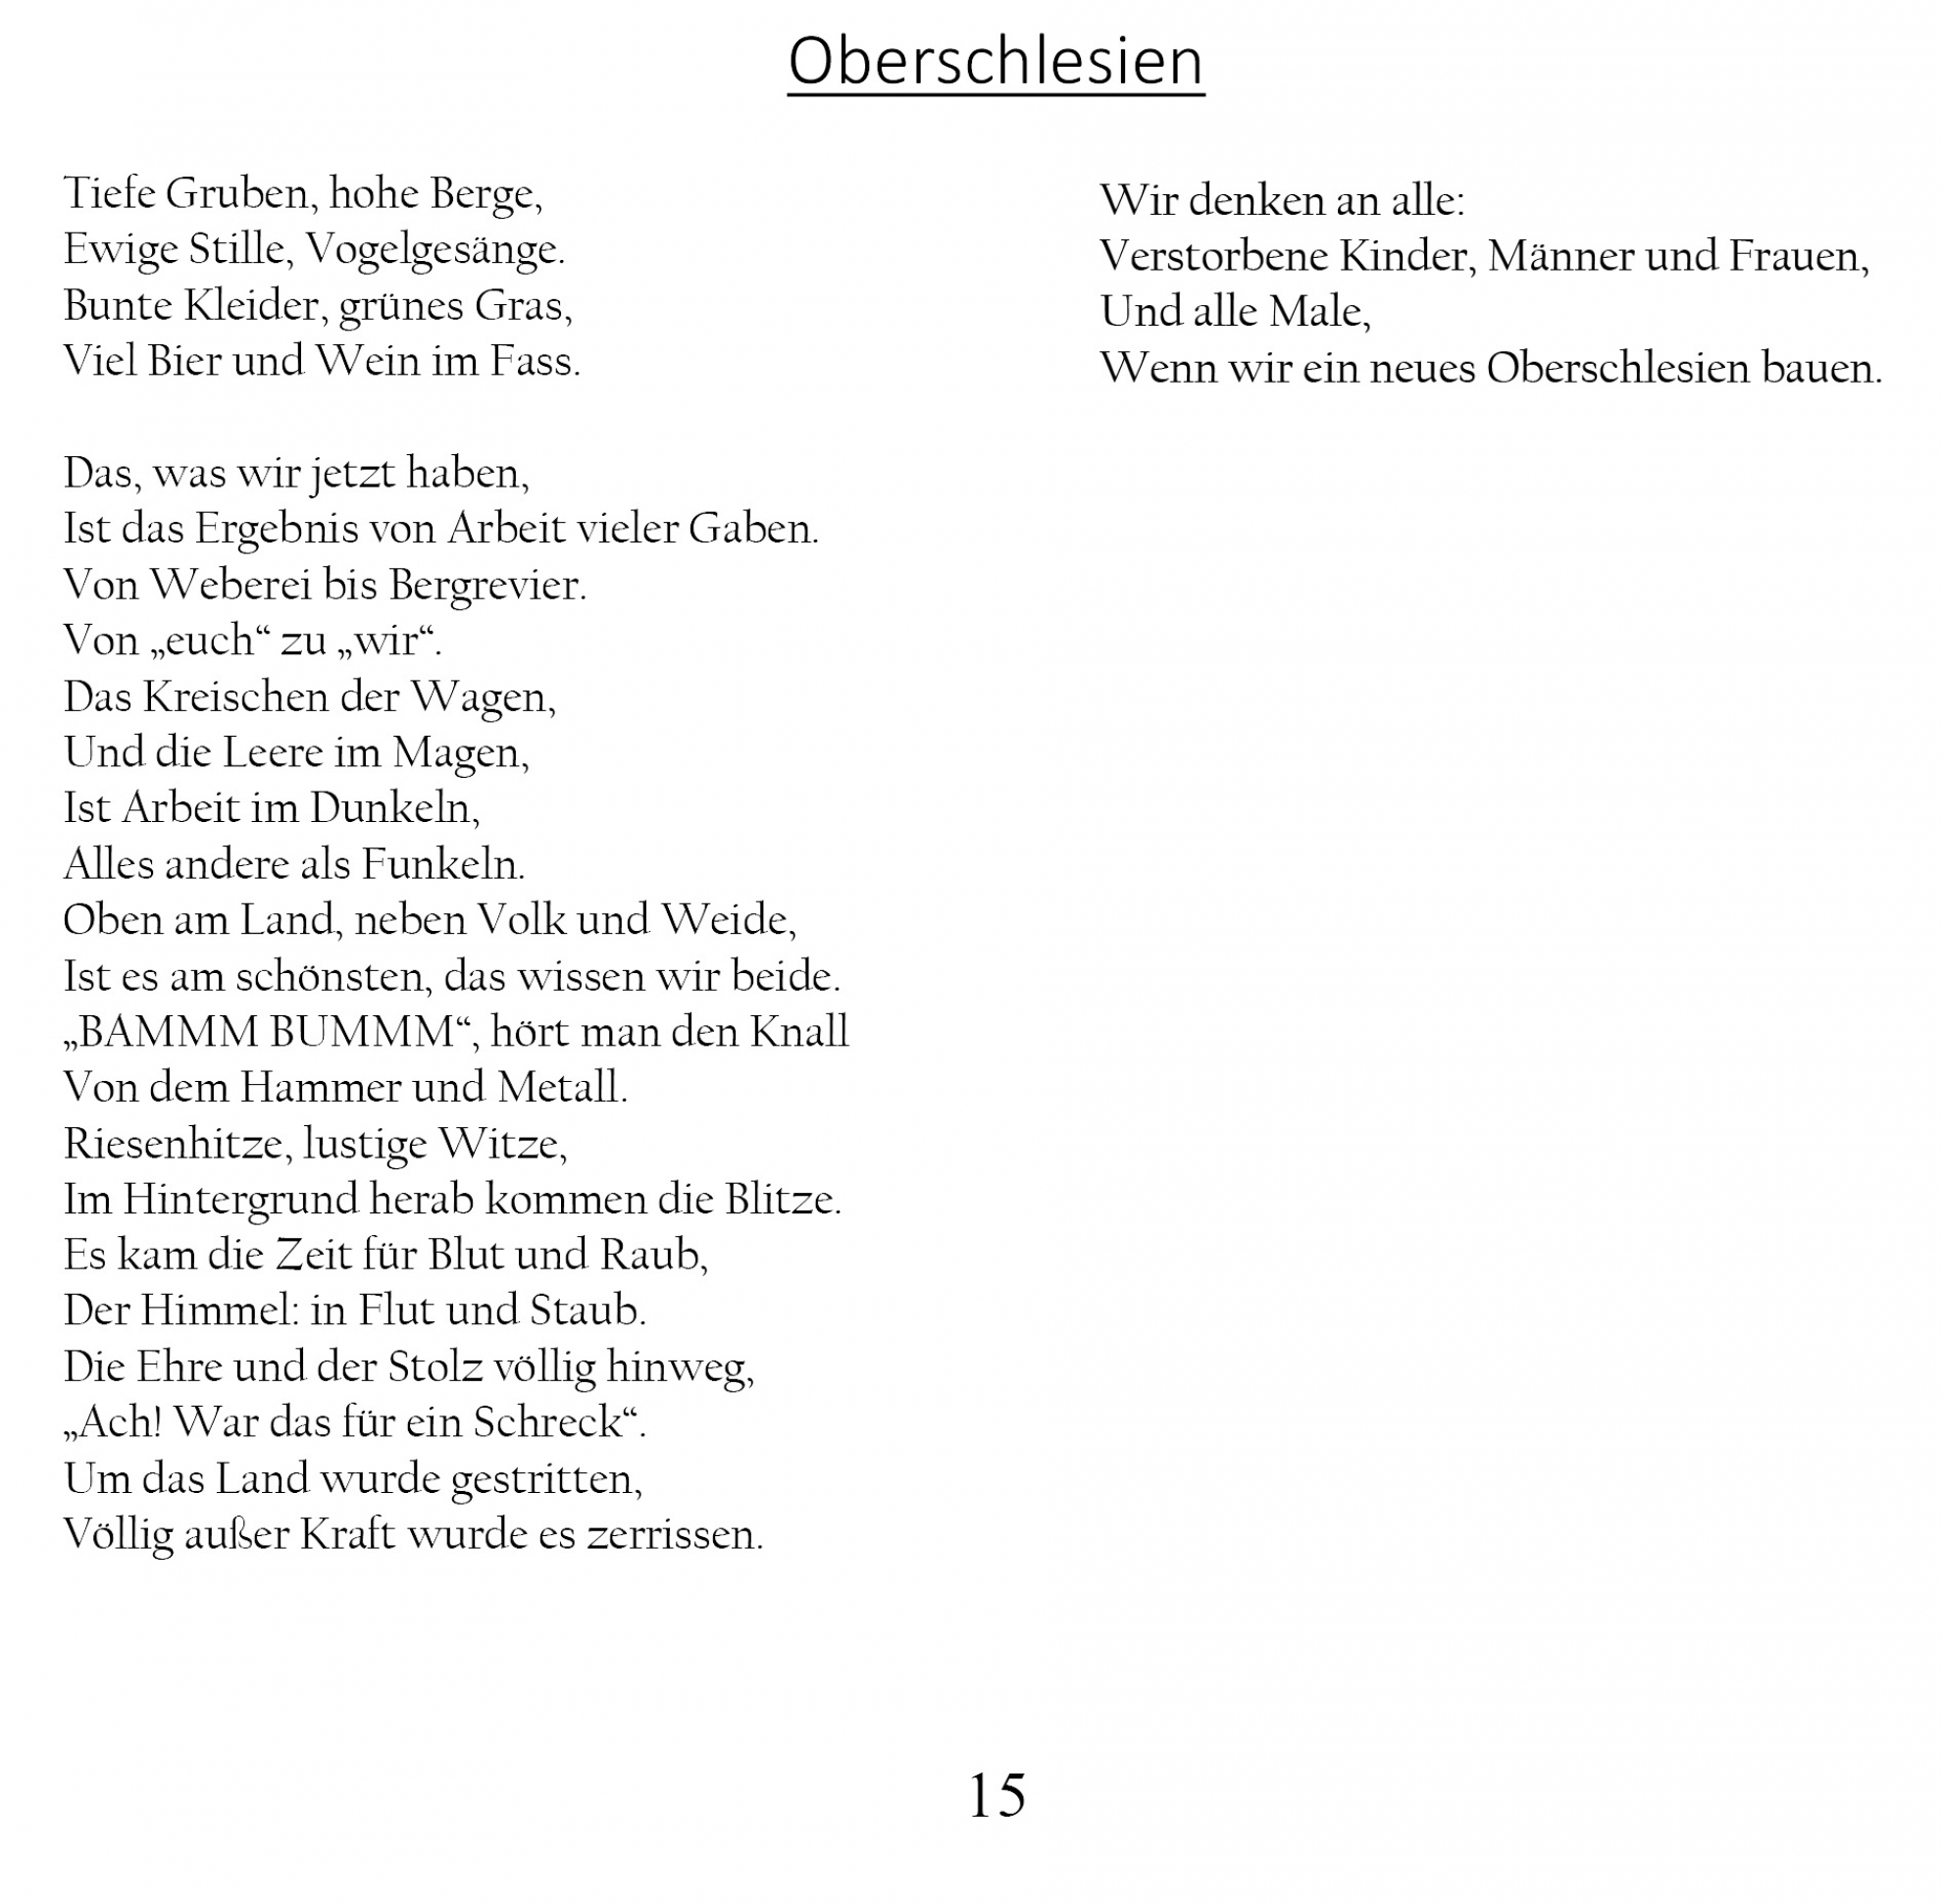 Oberschlesien
Tiefe Gruben, hohe Berge,
Ewige Stille, Vogelgesänge.
Bunte Kleider, grünes Gras,
Viel Bier und Wein im Fass.
Das, was wir jetzt haben,
Ist das Ergebnis von Arbeit vieler Gaben.
Von Weberei bis Bergrevier.
Von „euch“ zu „wir“.
Das Kreischen der Wagen,
Und die Leere im Magen,
Ist Arbeit im Dunkeln,
Alles andere als Funkeln.
Oben am Land, neben Volk und Weide,
Ist es am schönsten, das wissen wir beide.
„BAMMM BUMMM“, hört man den Knall
Von dem Hammer und Metall.
Riesenhitze, lustige Witze,
Im Hintergrund herab kommen die Blitze.
Es kam die Zeit für Blut und Raub,
Der Himmel: in Flut und Staub.
Die Ehre und der Stolz völlig hinweg,
„Ach! War das für ein Schreck“.
Um das Land wurde gestritten,
Völlig außer Kraft wurde es zerrissen.
Wir denken an alle:
Verstorbene Kinder, Männer und Frauen,
Und alle Male,
Wenn wir ein neues Oberschlesien bauen.
15